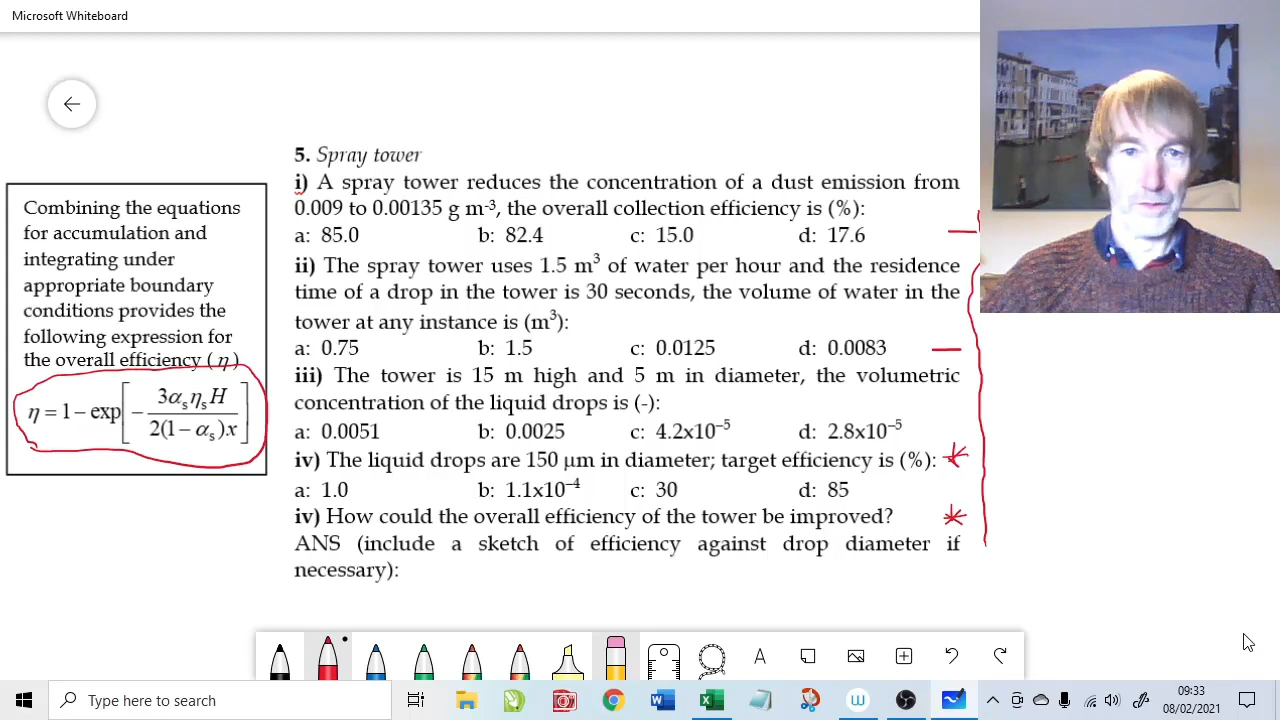 Microsoft Whiteboard
5. Spray tower
i) A spray tower reduces the concentration of a dust emission from
0.009 to 0.00135 g m-3, the overall collection efficiency is (%):
a: 85.0 b: 82.4 c: 15.0 d: 17.6
ii) The spray tower uses 1.5 m3 of water per hour and the residence
time of a drop in the tower is 30 seconds, the volume of water in the
tower at any instance is (m3):
a: 0.75 b: 1.5 c: 0.0125 d: 0.0083
iii) The tower is 15 m high and 5 m in diameter, the volumetric
concentration of the liquid drops is (-):
a: 0.0051 b: 0.0025 c: 4.2x10–5 d: 2.8x10–5
iv) The liquid drops are 150 μm in diameter; target efficiency is (%):
a: 1.0 b: 1.1x10–4 c: 30 d: 85
iv) How could the overall efficiency of the tower be improved?
ANS (include a sketch of efficiency against drop diameter if
necessary):
Combining the equations
for accumulation and
integrating under
appropriate boundary
conditions provides the
following expression for
the overall efficiency (η)
η = 1 – exp[ – 3αsηsH / 2(1 – αs)x ]
Type here to search
09:33
08/02/2021